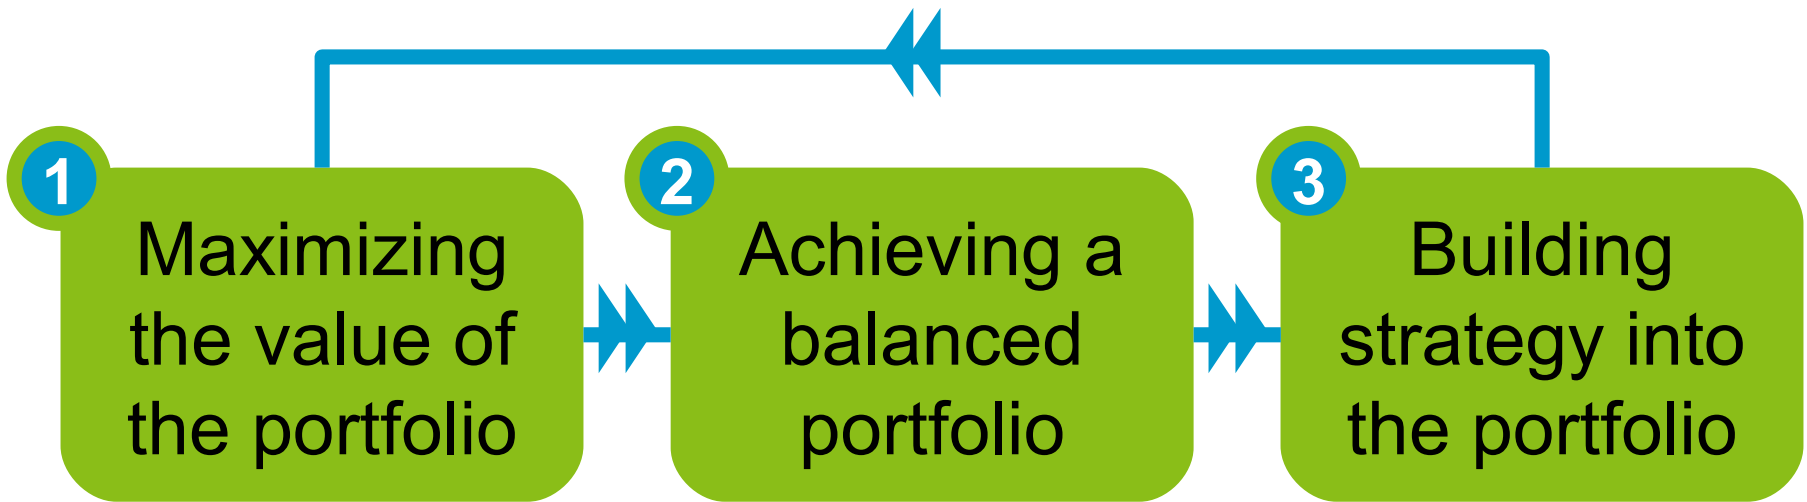 1
Maximizing
the value of
the portfolio
2
Achieving a
balanced
portfolio
3
Building
strategy into
the portfolio